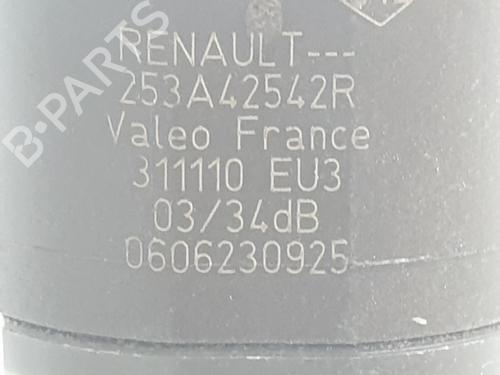 RENAULT---
253A42542R
Valeo France
311110 EU3
03/34dB
0606230925
B-PARTS